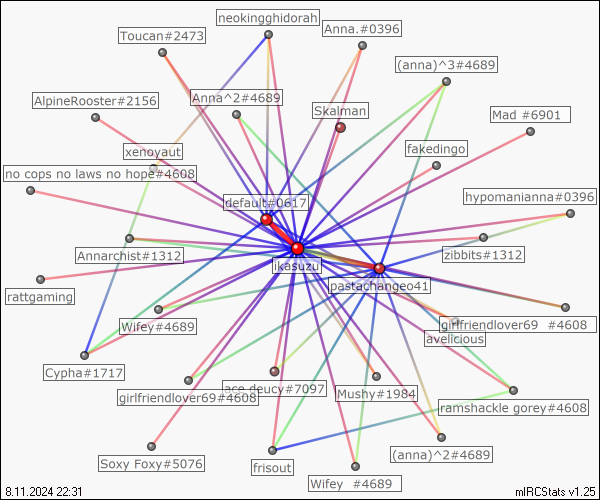 neokingghidorah
Toucan#2473
Anna.#0396
(anna)^3#4689
AlpineRooster#2156
Anna^2#4689
Skalman
Mad #6901
xenoyaut
fakedingo
no cops no laws no hope#4608
default#0617
hypomanianna#0396
Annarchist#1312
zibbits#1312
ikasuzu
pastachangeo41
rattgaming
Wifey#4689
girlfriendlover69 #4608
avelicious
Cypha#1717
girlfriendlover69#4608
ace deucy#7097
Mushy#1984
ramshackle gorey#4608
Soxy Foxy#5076
frisout
(anna)^2#4689
Wifey #4689
8.11.2024 22:31
mIRCStats v1.25